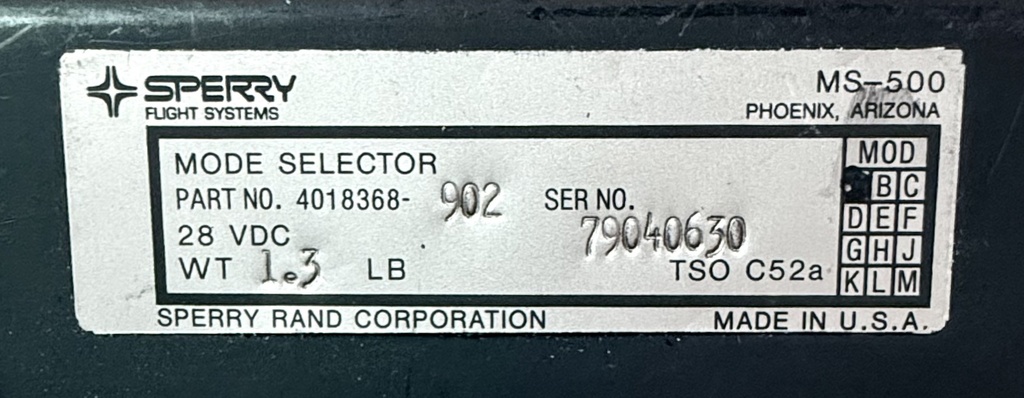 SPERRY
FLIGHT SYSTEMS
MS-500
PHOENIX, ARIZONA
MODE SELECTOR
PART NO. 4018368- 902 SER NO.
79040630
28 VDC
WT 1.3 LB
TSO C52a
MOD
B C
D E F
G H J
K L M
SPERRY RAND CORPORATION
MADE IN U.S.A.